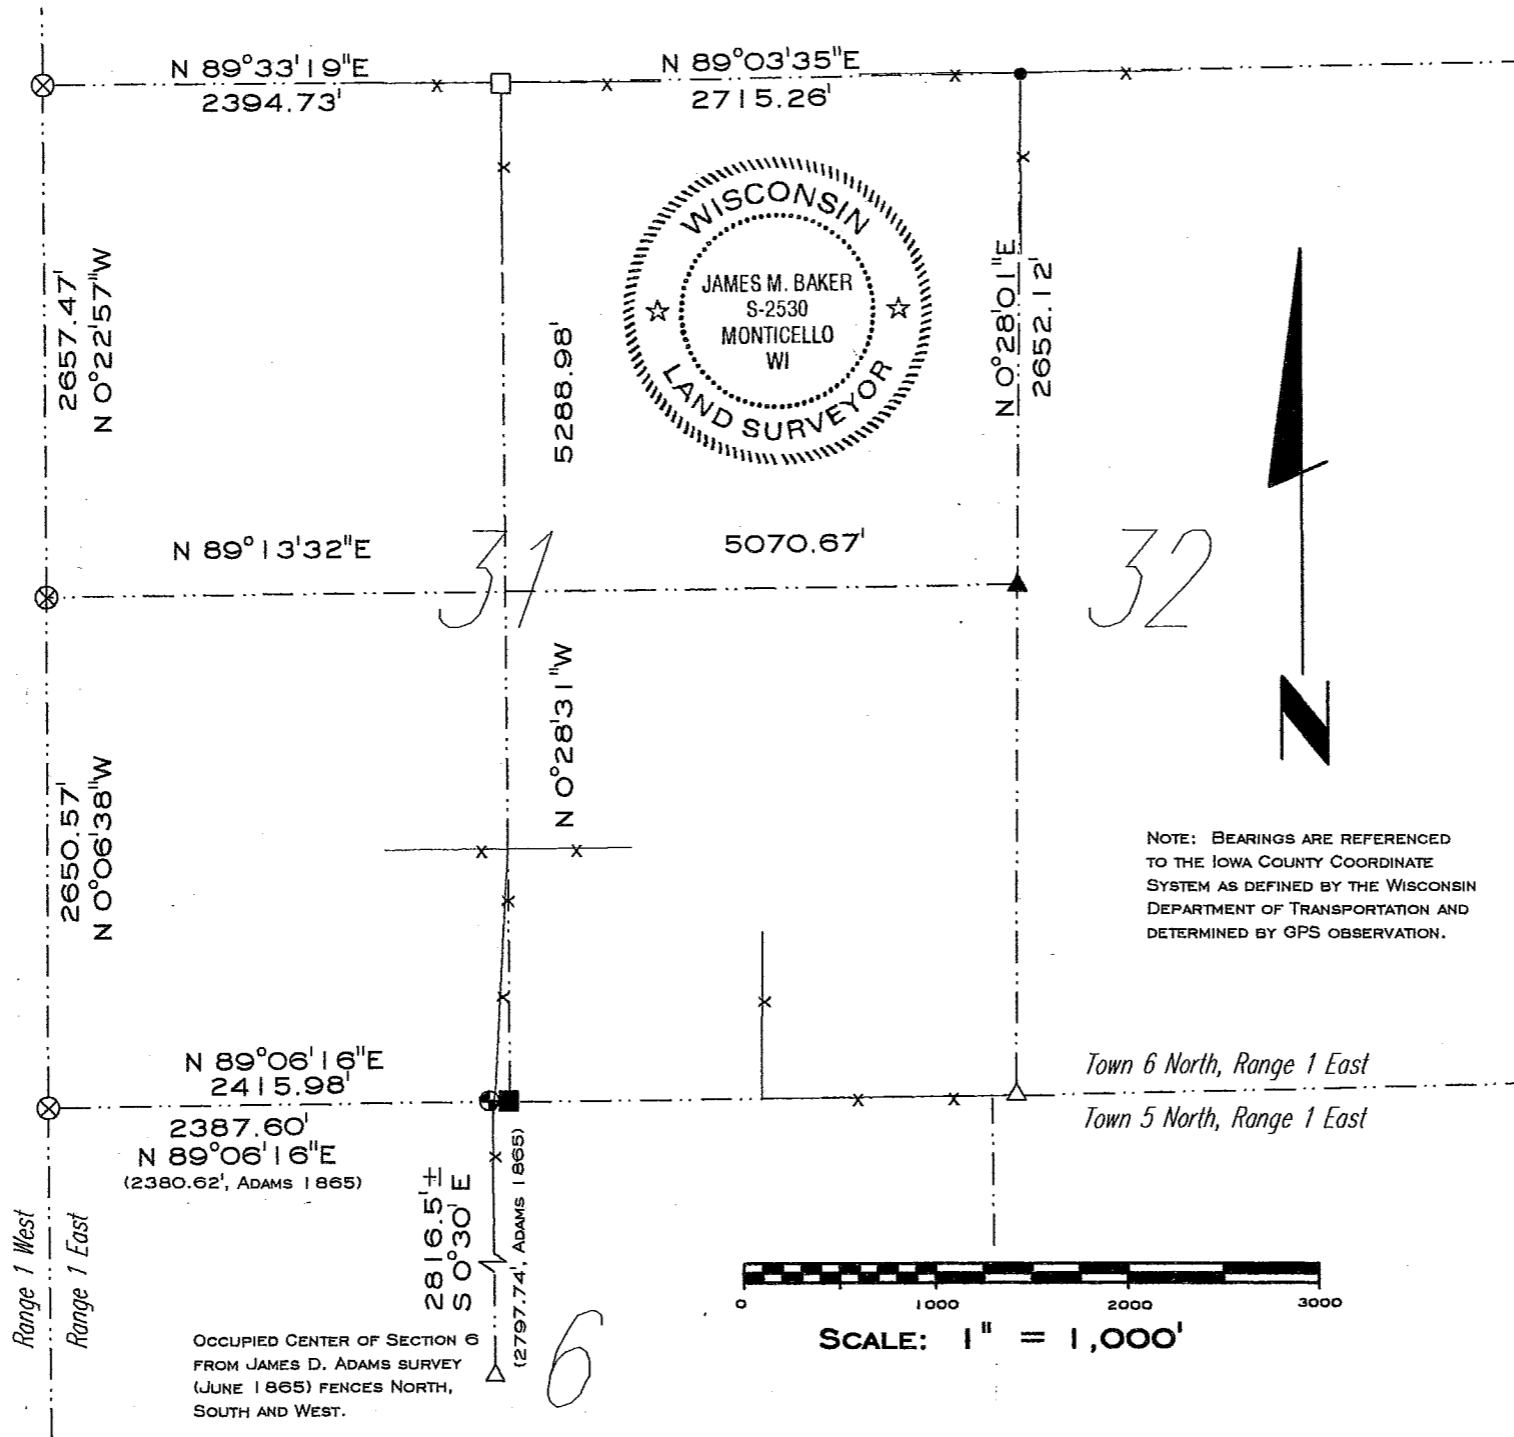 N 89°33'19"E
2394.73'
N 89°03'35"E
2715.26'
WISCONSIN
JAMES M. BAKER
S-2530
MONTICELLO
WI
LAND SURVEYOR
2657.47'
N 0°22'57"W
5288.98'
N 0°28'01"E
2652.12'
N 89°13'32"E
31
5070.67'
32
N 0°28'31"W
2650.57'
N 0°06'38"W
N
NOTE: BEARINGS ARE REFERENCED
TO THE IOWA COUNTY COORDINATE
SYSTEM AS DEFINED BY THE WISCONSIN
DEPARTMENT OF TRANSPORTATION AND
DETERMINED BY GPS OBSERVATION.
N 89°06'16"E
2415.98'
2387.60'
N 89°06'16"E
(2380.62', ADAMS 1865)
Town 6 North, Range 1 East
Town 5 North, Range 1 East
Range 1 West
Range 1 East
2816.5'±
S 0°30' E
(2797.74', ADAMS 1865)
6
OCCUPIED CENTER OF SECTION 6
FROM JAMES D. ADAMS SURVEY
(JUNE 1865) FENCES NORTH,
SOUTH AND WEST.
0 1000 2000 3000
SCALE: 1" = 1,000'